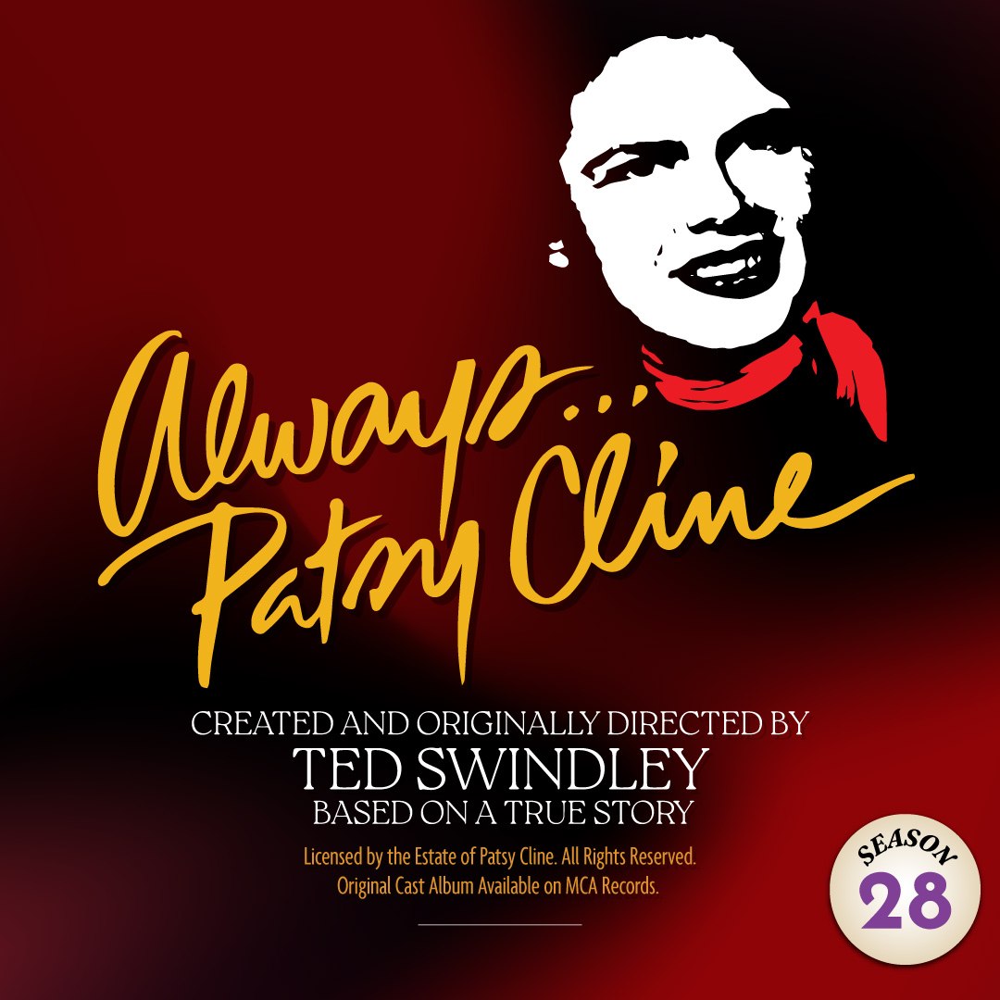 Always...
Patsy Cline
CREATED AND ORIGINALLY DIRECTED BY
TED SWINDLEY
BASED ON A TRUE STORY
Licensed by the Estate of Patsy Cline. All Rights Reserved.
Original Cast Album Available on MCA Records.
SEASON
28